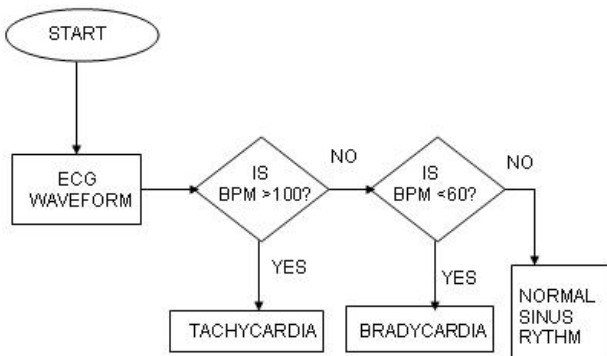 START
ECG
WAVEFORM
IS
BPM >100?
NO
IS
BPM <60?
NO
YES
YES
TACHYCARDIA
BRADYCARDIA
NORMAL
SINUS
RYTHM